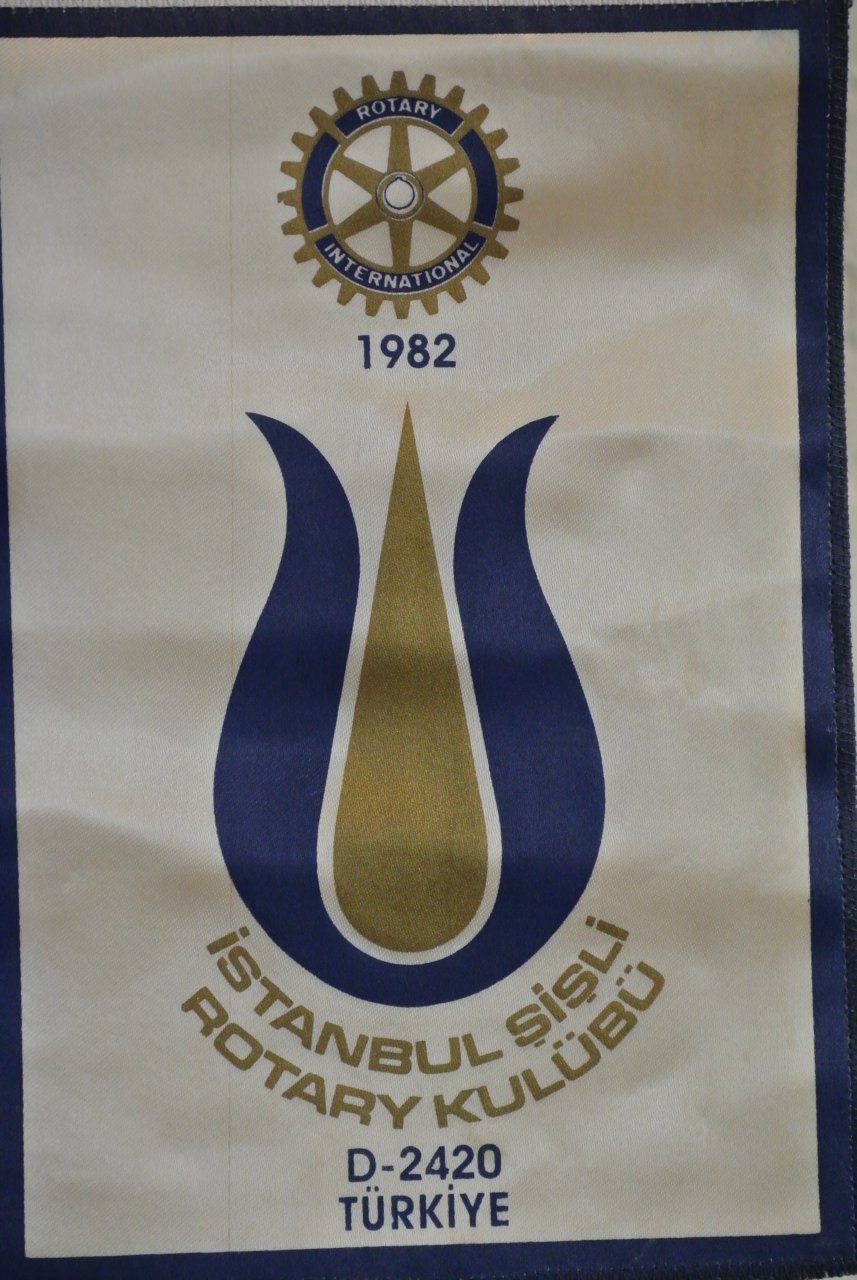 ROTARY
INTERNATIONAL
1982
İSTANBUL ŞİŞLİ
ROTARY KULÜBÜ
D-2420
TÜRKİYE